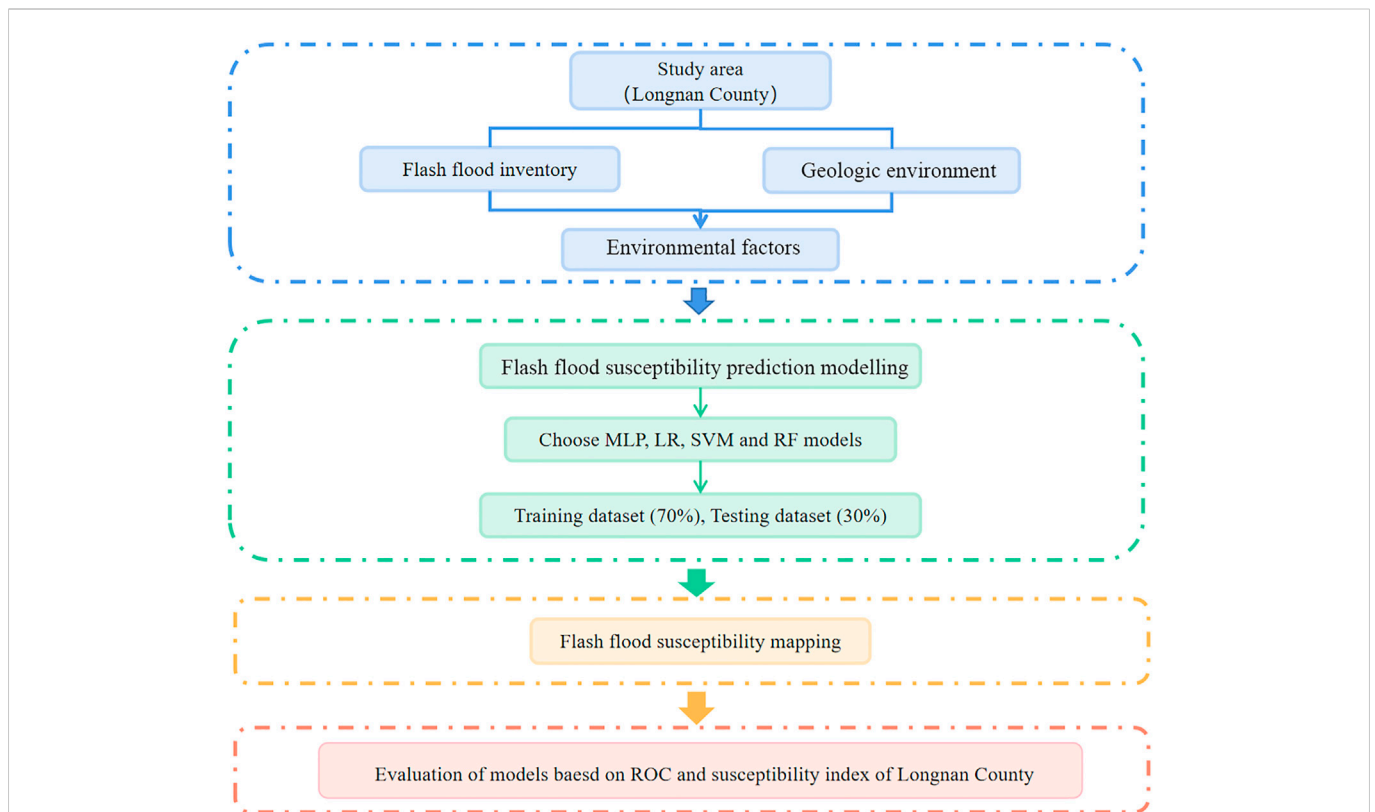 Study area
(Longnan County)
Flash flood inventory
Geologic environment
Environmental factors
Flash flood susceptibility prediction modelling
Choose MLP, LR, SVM and RF models
Training dataset (70%), Testing dataset (30%)
Flash flood susceptibility mapping
Evaluation of models baesd on ROC and susceptibility index of Longnan County